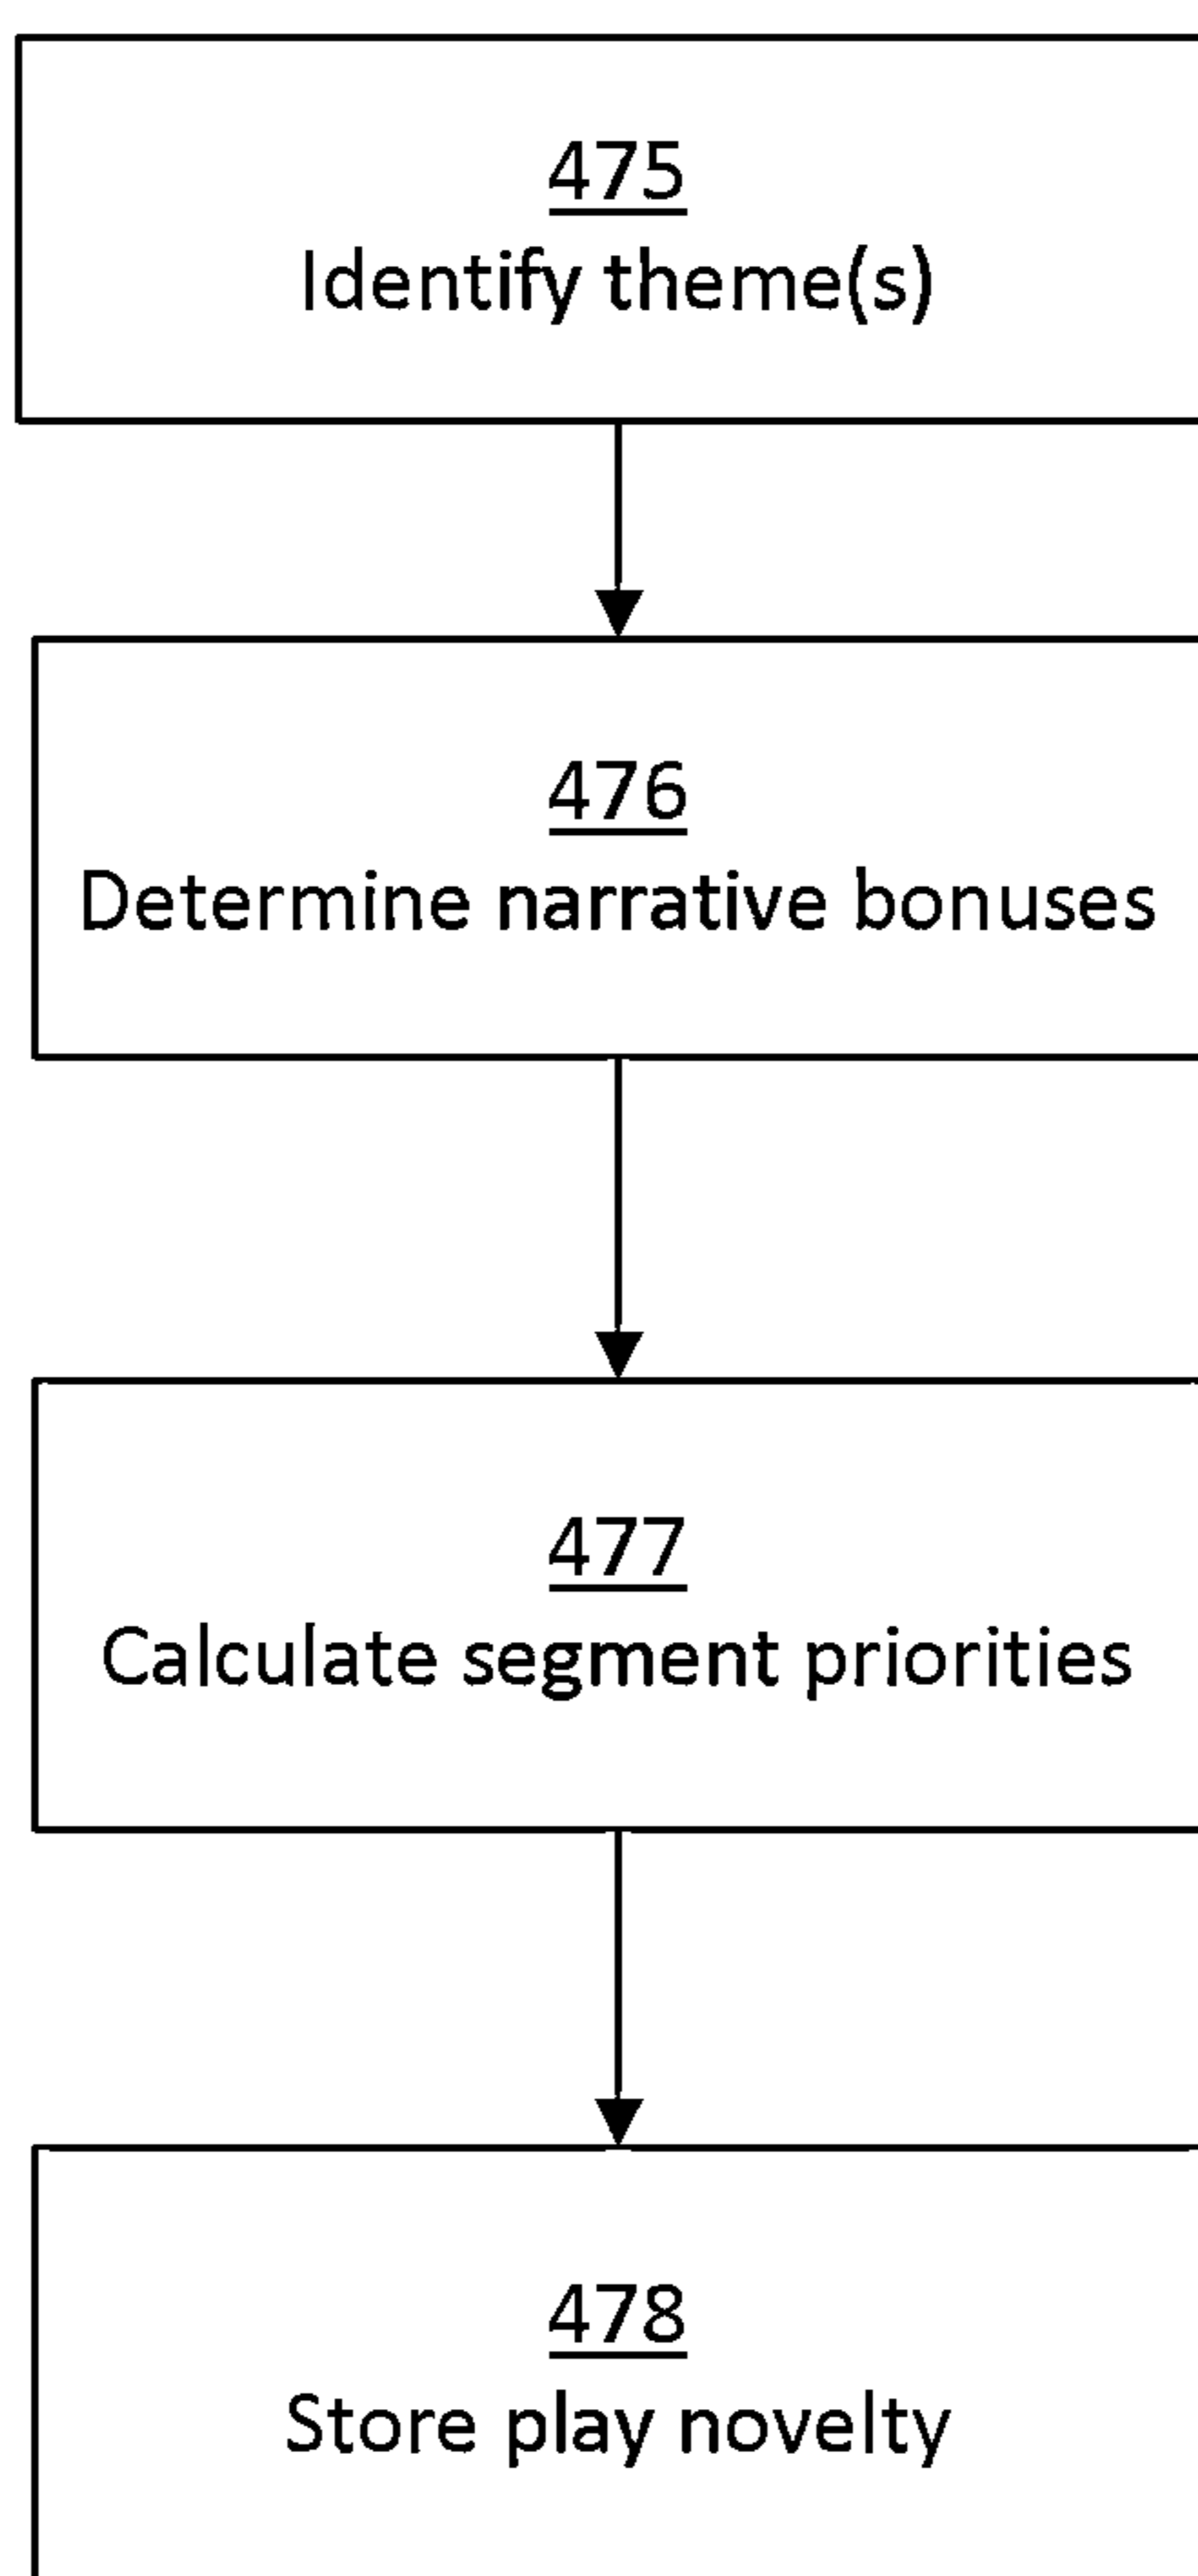 475
Identify theme(s)
476
Determine narrative bonuses
477
Calculate segment priorities
478
Store play novelty